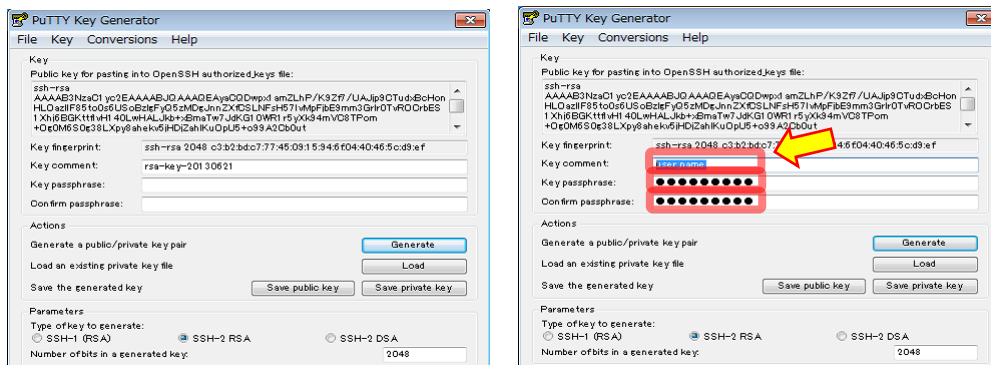 PuTTY Key Generator
File Key Conversions Help
Key
Public key for pasting into OpenSSH authorized_keys file:
ssh-rsa
Key fingerprint: ssh-rsa 2048 c3:b2:bd:c7:77:45:09:15:94:6f:04:40:46:5c:d9:ef
Key comment: rsa-key-20130621
Key passphrase:
Confirm passphrase:
Actions
Generate a public/private key pair Generate
Load an existing private key file Load
Save the generated key Save public key Save private key
Parameters
Type of key to generate:
SSH-1 (RSA) SSH-2 RSA SSH-2 DSA
Number of bits in a generated key: 2048
PuTTY Key Generator
File Key Conversions Help
Key
Public key for pasting into OpenSSH authorized_keys file:
ssh-rsa
Key fingerprint: ssh-rsa 2048 4:6f:04:40:46:5c:d9:ef
Key comment: user name
Key passphrase: ●●●●●●●●●
Confirm passphrase: ●●●●●●●●●
Actions
Generate a public/private key pair Generate
Load an existing private key file Load
Save the generated key Save public key Save private key
Parameters
Type of key to generate:
SSH-1 (RSA) SSH-2 RSA SSH-2 DSA
Number of bits in a generated key: 2048